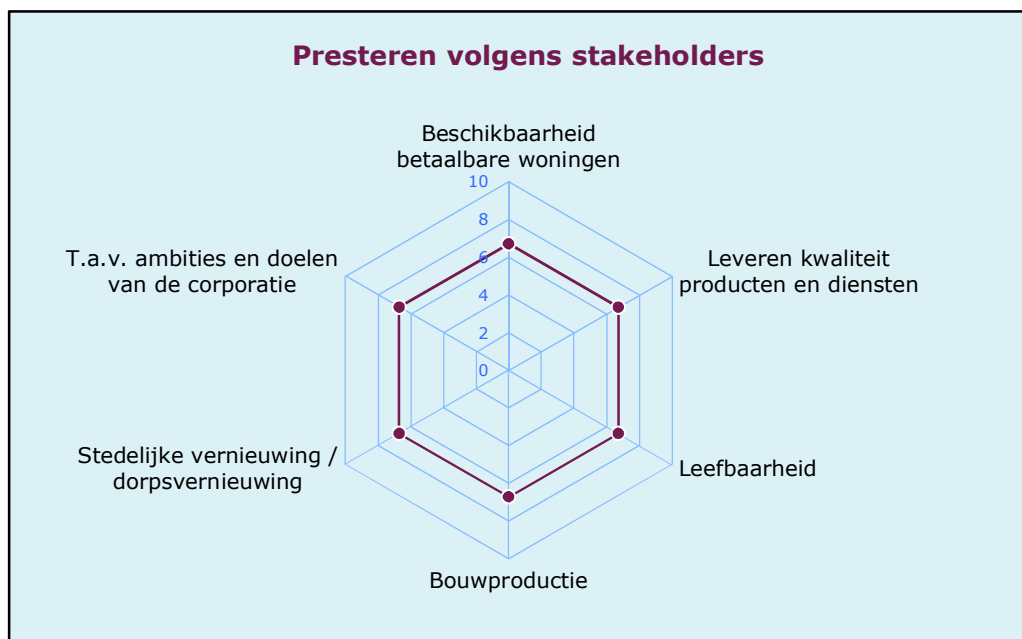 Presteren volgens stakeholders
Beschikbaarheid
betaalbare woningen
10
8
6
4
2
0
T.a.v. ambities en doelen
van de corporatie
Leveren kwaliteit
producten en diensten
Stedelijke vernieuwing /
dorpsvernieuwing
Leefbaarheid
Bouwproductie